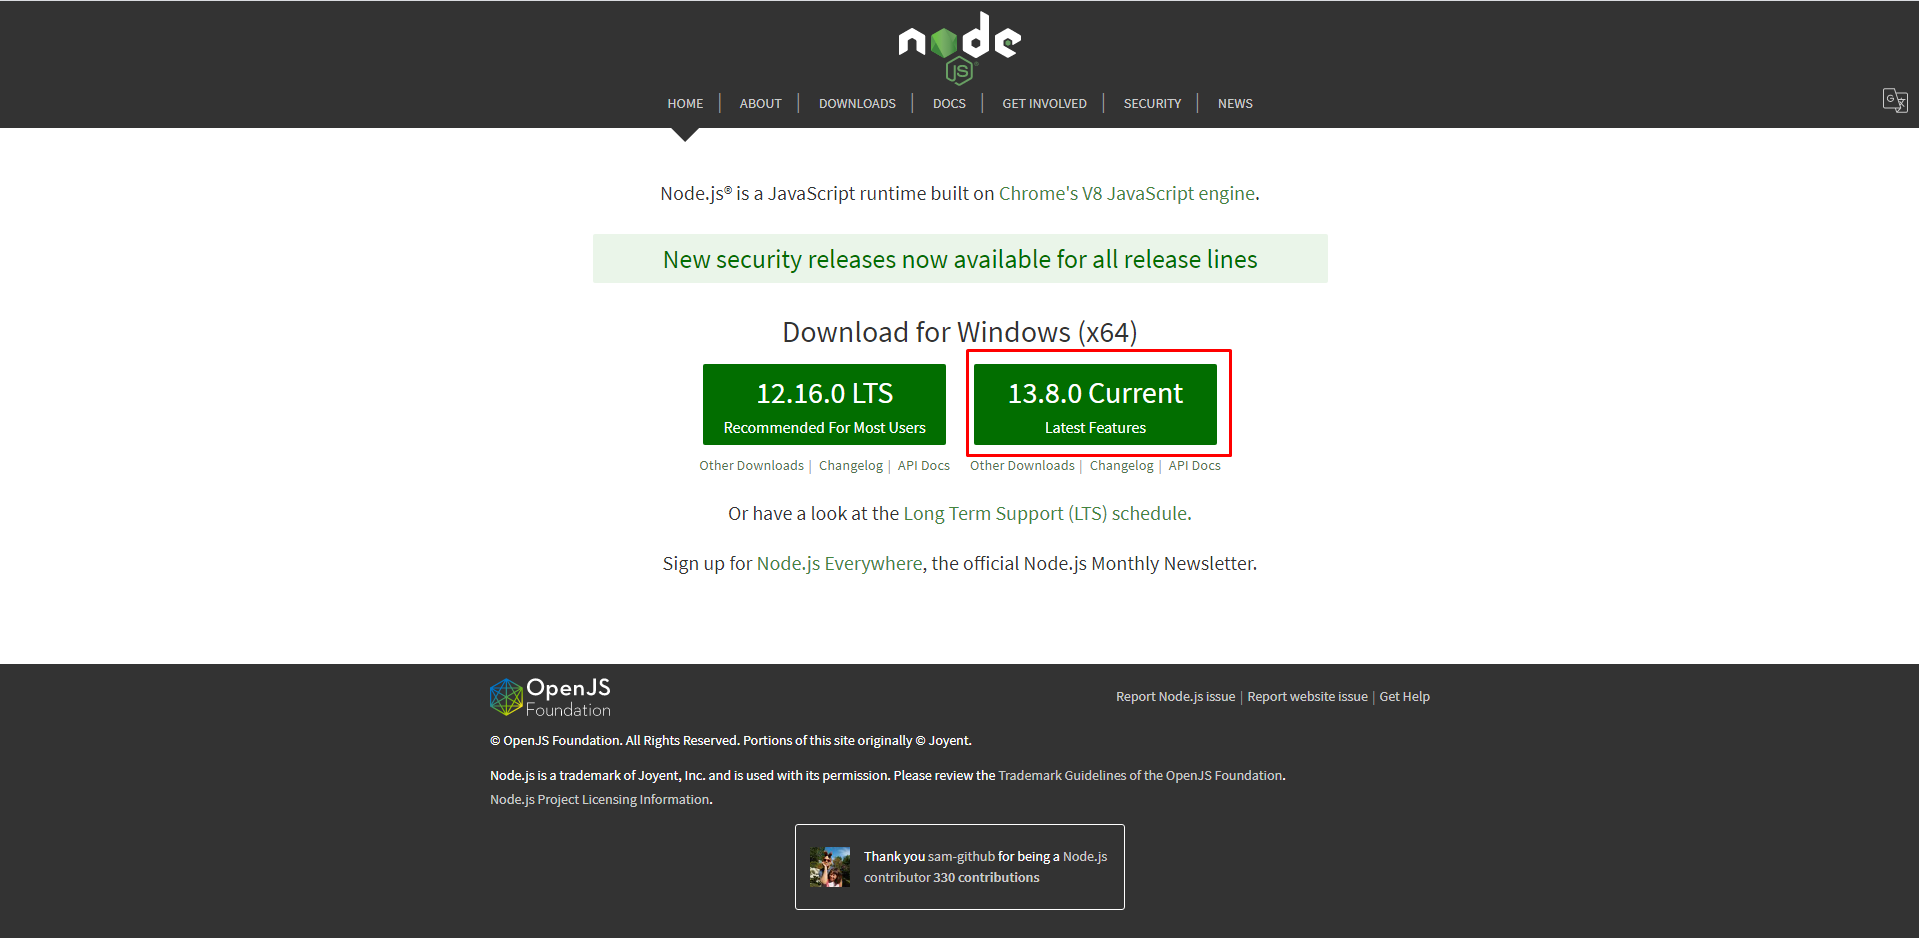 node
JS
HOME | ABOUT | DOWNLOADS | DOCS | GET INVOLVED | SECURITY | NEWS
Node.js® is a JavaScript runtime built on Chrome's V8 JavaScript engine.
New security releases now available for all release lines
Download for Windows (x64)
12.16.0 LTS
Recommended For Most Users
13.8.0 Current
Latest Features
Other Downloads | Changelog | API Docs
Other Downloads | Changelog | API Docs
Or have a look at the Long Term Support (LTS) schedule.
Sign up for Node.js Everywhere, the official Node.js Monthly Newsletter.
OpenJS
Foundation
Report Node.js issue | Report website issue | Get Help
© OpenJS Foundation. All Rights Reserved. Portions of this site originally © Joyent.
Node.js is a trademark of Joyent, Inc. and is used with its permission. Please review the Trademark Guidelines of the OpenJS Foundation.
Node.js Project Licensing Information.
Thank you sam-github for being a Node.js
contributor 330 contributions